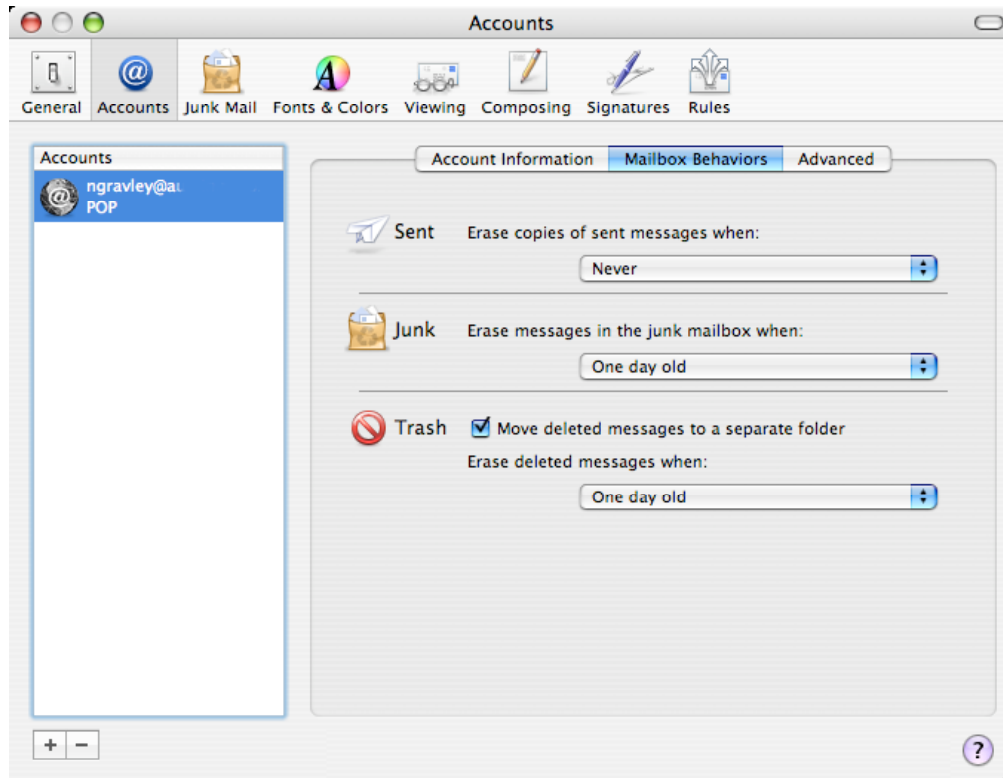 Accounts
General Accounts Junk Mail Fonts & Colors Viewing Composing Signatures Rules
Accounts
ngravley@a
POP
Account Information Mailbox Behaviors Advanced
Sent Erase copies of sent messages when:
Never
Junk Erase messages in the junk mailbox when:
One day old
Trash Move deleted messages to a separate folder
Erase deleted messages when:
One day old
+ − ?